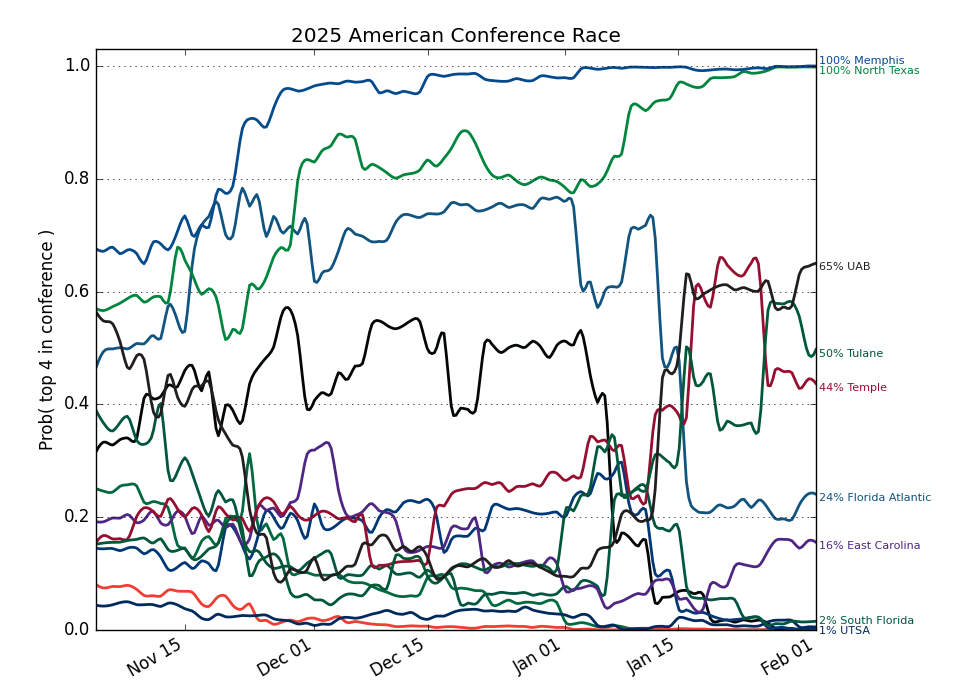 2025 American Conference Race
Prob( top 4 in conference )
1.0
0.8
0.6
0.4
0.2
0.0
Nov 15
Dec 01
Dec 15
Jan 01
Jan 15
Feb 01
100% Memphis
100% North Texas
65% UAB
50% Tulane
44% Temple
24% Florida Atlantic
16% East Carolina
2% South Florida
1% UTSA